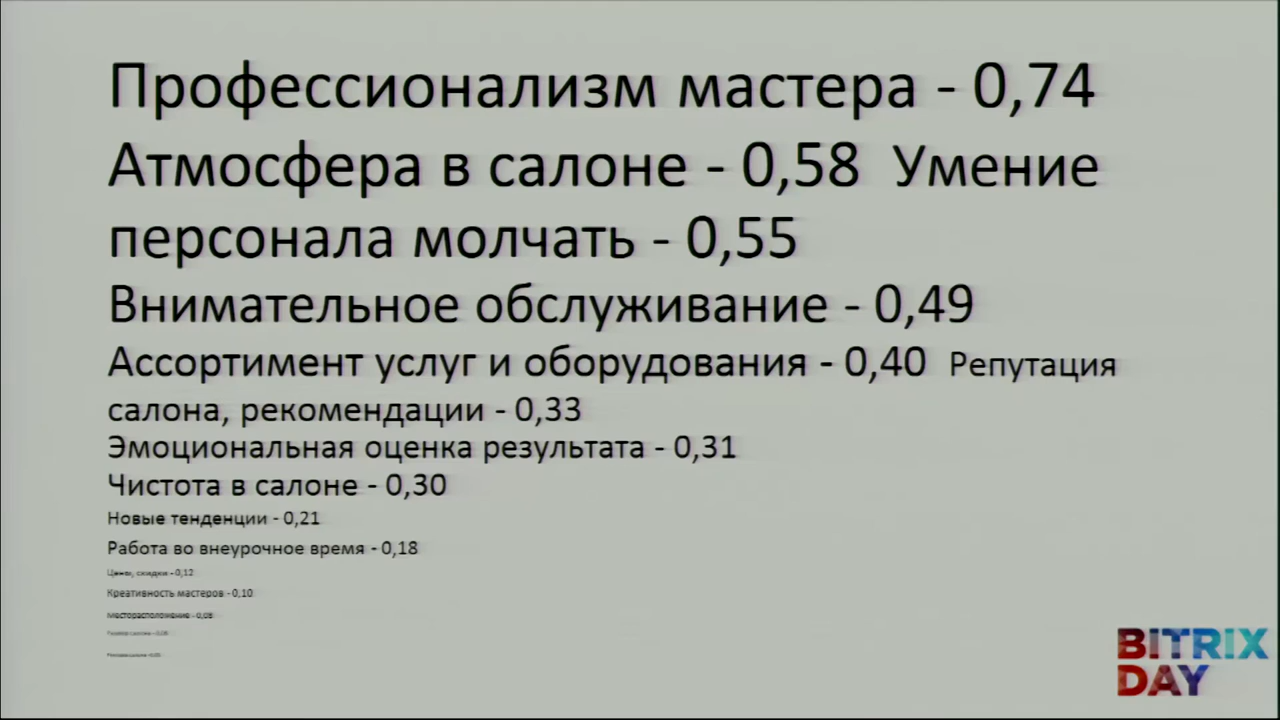 Профессионализм мастера - 0,74
Атмосфера в салоне - 0,58 Умение
персонала молчать - 0,55
Внимательное обслуживание - 0,49
Ассортимент услуг и оборудования - 0,40 Репутация
салона, рекомендации - 0,33
Эмоциональная оценка результата - 0,31
Чистота в салоне - 0,30
Новые тенденции - 0,21
Работа во внеурочное время - 0,18
Цены, скидки - 0,12
Креативность мастеров - 0,10
Месторасположение -
BITRIX
DAY